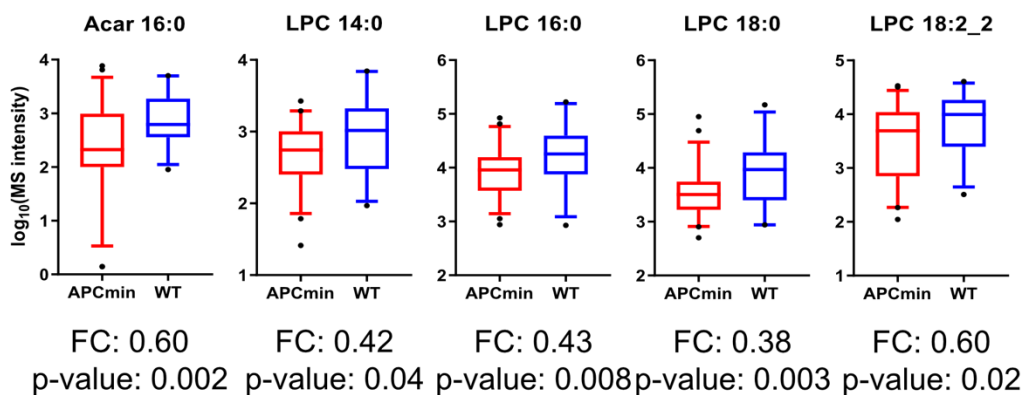 Acar 16:0 LPC 14:0 LPC 16:0 LPC 18:0 LPC 18:2_2
log₁₀(MS intensity)
4 4 6 6 5
3 5 5 4
3
2 4 4 3
2
1 3 3 2
0 1 2 2 1
APCmin WT APCmin WT APCmin WT APCmin WT APCmin WT
FC: 0.60 FC: 0.42 FC: 0.43 FC: 0.38 FC: 0.60
p-value: 0.002 p-value: 0.04 p-value: 0.008 p-value: 0.003 p-value: 0.02